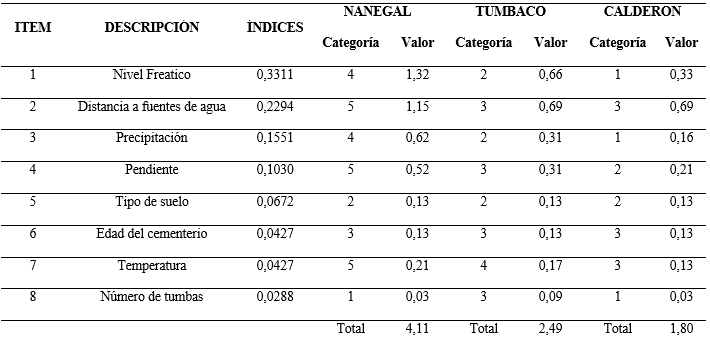 NANEGAL TUMBACO CALDERON
ITEM DESCRIPCIÓN ÍNDICES
Categoría Valor Categoría Valor Categoría Valor
1 Nivel Freatico 0,3311 4 1,32 2 0,66 1 0,33
2 Distancia a fuentes de agua 0,2294 5 1,15 3 0,69 3 0,69
3 Precipitación 0,1551 4 0,62 2 0,31 1 0,16
4 Pendiente 0,1030 5 0,52 3 0,31 2 0,21
5 Tipo de suelo 0,0672 2 0,13 2 0,13 2 0,13
6 Edad del cementerio 0,0427 3 0,13 3 0,13 3 0,13
7 Temperatura 0,0427 5 0,21 4 0,17 3 0,13
8 Número de tumbas 0,0288 1 0,03 3 0,09 1 0,03
Total 4,11 Total 2,49 Total 1,80